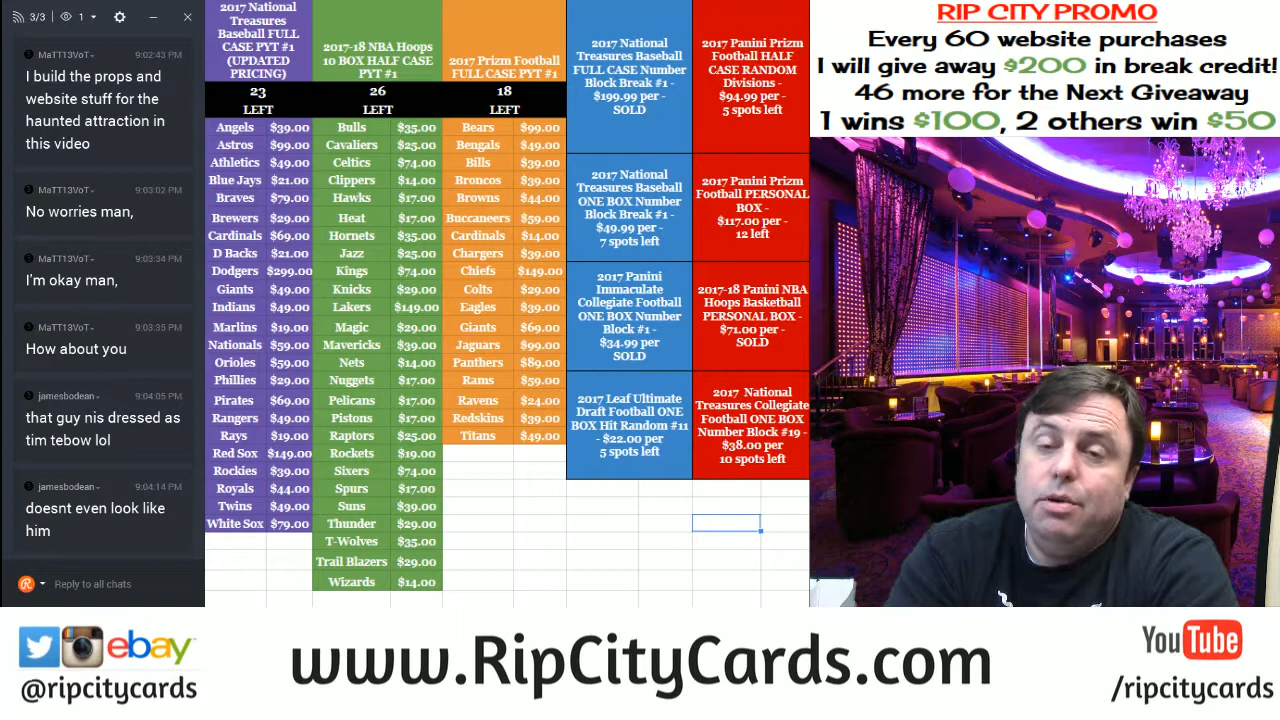 3/3
1
MaTT13VoT
9:02:43 PM
I build the props and
website stuff for the
haunted attraction in
this video
MaTT13VoT
9:03:02 PM
No worries man,
MaTT13VoT
9:03:34 PM
I'm okay man,
MaTT13VoT
9:03:35 PM
How about you
jamesbodean
9:04:05 PM
that guy nis dressed as
tim tebow lol
jamesbodean
9:04:14 PM
doesnt even look like
him
Reply to all chats
2017 National
Treasures
Baseball FULL
CASE PYT #1
(UPDATED
PRICING)
23
LEFT
Angels $39.00
Astros $99.00
Athletics $49.00
Blue Jays $21.00
Braves $79.00
Brewers $29.00
Cardinals $69.00
D Backs $21.00
Dodgers $299.00
Giants $49.00
Indians $49.00
Marlins $19.00
Nationals $59.00
Orioles $59.00
Phillies $29.00
Pirates $69.00
Rangers $49.00
Rays $19.00
Red Sox $149.00
Rockies $39.00
Royals $44.00
Twins $49.00
White Sox $79.00
2017-18 NBA Hoops
10 BOX HALF CASE
PYT #1
26
LEFT
Bulls $35.00
Cavaliers $25.00
Celtics $74.00
Clippers $14.00
Hawks $17.00
Heat $17.00
Hornets $35.00
Jazz $25.00
Kings $74.00
Knicks $29.00
Lakers $149.00
Magic $29.00
Mavericks $39.00
Nets $14.00
Nuggets $17.00
Pelicans $17.00
Pistons $17.00
Raptors $25.00
Rockets $19.00
Sixers $74.00
Spurs $17.00
Suns $39.00
Thunder $29.00
T-Wolves $35.00
Trail Blazers $29.00
Wizards $14.00
2017 Prizm Football
FULL CASE PYT #1
18
LEFT
Bears $99.00
Bengals $49.00
Bills $39.00
Broncos $39.00
Browns $44.00
Buccaneers $59.00
Cardinals $14.00
Chargers $39.00
Chiefs $149.00
Colts $29.00
Eagles $39.00
Giants $69.00
Jaguars $99.00
Panthers $89.00
Rams $59.00
Ravens $24.00
Redskins $39.00
Titans $49.00
2017 National
Treasures Baseball
FULL CASE Number
Block Break #1 -
$199.99 per -
SOLD
2017 National
Treasures Baseball
ONE BOX Number
Block Break #1 -
$49.99 per -
7 spots left
2017 Panini
Immaculate
Collegiate Football
ONE BOX Number
Block #1 -
$34.99 per -
SOLD
2017 Leaf Ultimate
Draft Football ONE
BOX Hit Random #11
- $22.00 per
5 spots left
2017 Panini Prizm
Football HALF
CASE RANDOM
Divisions -
$94.99 per -
5 spots left
2017 Panini Prizm
Football PERSONAL
BOX -
$117.00 per -
12 left
2017-18 Panini NBA
Hoops Basketball
PERSONAL BOX -
$71.00 per -
SOLD
2017 National
Treasures Collegiate
Football ONE BOX
Number Block #19 -
$38.00 per
10 spots left
RIP CITY PROMO
Every 60 website purchases
I will give away $200 in break credit!
46 more for the Next Giveaway
1 wins $100, 2 others win $50
ebay
@ripcitycards
www.RipCityCards.com
YouTube
/ripcitycards